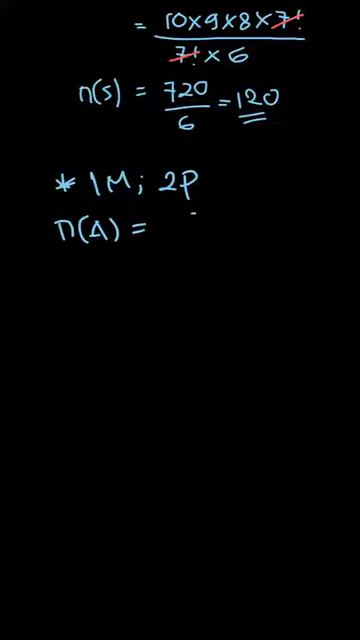 = 10×9×8×7!
7!×6
n(s) = 720
6
= 120
* 1M; 2P
n(A) =